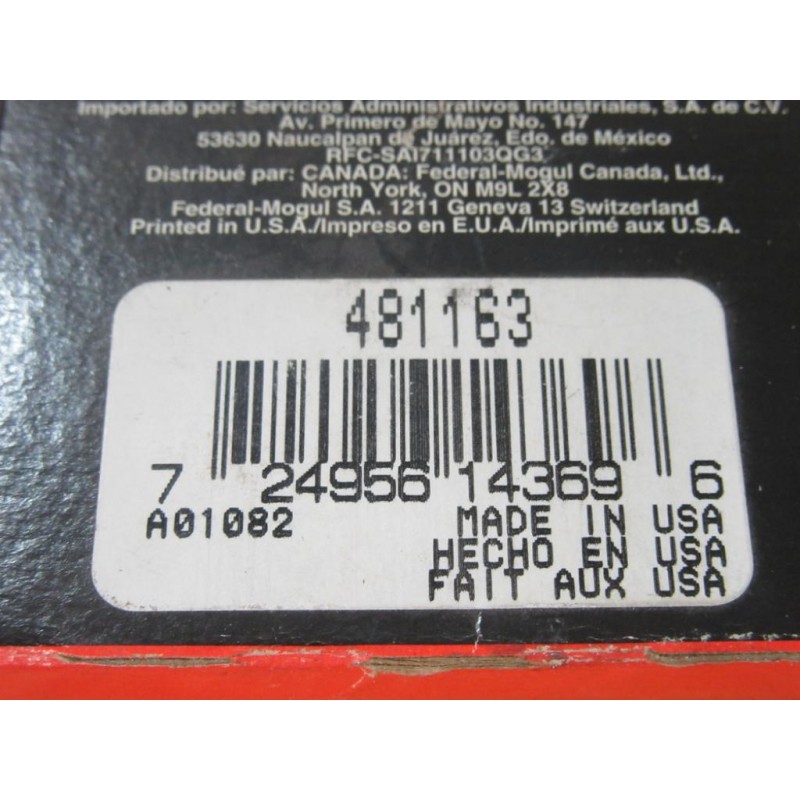 Importado por: Servicios Administrativos Industriales, S.A. de C.V.
Av. Primero de Mayo No. 147
53630 Naucalpan de Juárez, Edo. de México
RFC-SAI711103QG3
Distribué par: CANADA: Federal-Mogul Canada, Ltd.,
North York, ON M9L 2X8
Federal-Mogul S.A. 1211 Geneva 13 Switzerland
Printed in U.S.A./Impreso en E.U.A./Imprimé aux U.S.A.
481163
7 24956 14369 6
A01082 MADE IN USA
HECHO EN USA
FAIT AUX USA